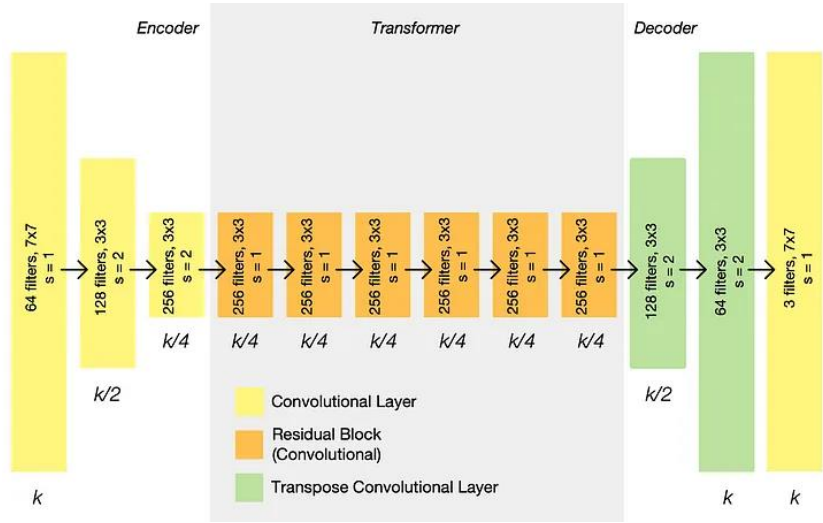 Encoder
Transformer
Decoder
64 filters, 7x7
s = 1
128 filters, 3x3
s = 2
256 filters, 3x3
s = 2
256 filters, 3x3
s = 1
256 filters, 3x3
s = 1
256 filters, 3x3
s = 1
256 filters, 3x3
s = 1
256 filters, 3x3
s = 1
256 filters, 3x3
s = 1
128 filters, 3x3
s = 2
64 filters, 3x3
s = 2
3 filters, 7x7
s = 1
k
k/2
k/4
k/4
k/4
k/4
k/4
k/4
k/4
k/2
k
k
Convolutional Layer
Residual Block
(Convolutional)
Transpose Convolutional Layer